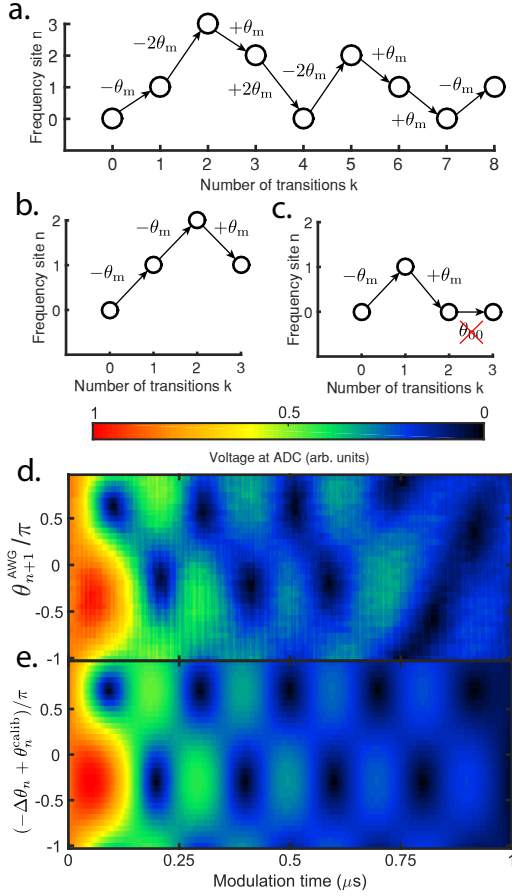 a.
Frequency site n
3
2
1
0
−θm
−2θm
+θm
+2θm
−2θm
+θm
+θm
−θm
0 1 2 3 4 5 6 7 8
Number of transitions k
b.
Frequency site n
2
1
0
−θm
−θm
+θm
0 1 2 3
Number of transitions k
c.
Frequency site n
2
1
0
−θm
+θm
θ00
0 1 2 3
Number of transitions k
1 0.5 0
Voltage at ADC (arb. units)
d.
θAWG n+1/π
0.5
0
-0.5
-1
e.
(−Δθn + θcalib n)/π
0.5
0
-0.5
-1
0 0.25 0.5 0.75 1
Modulation time (μs)